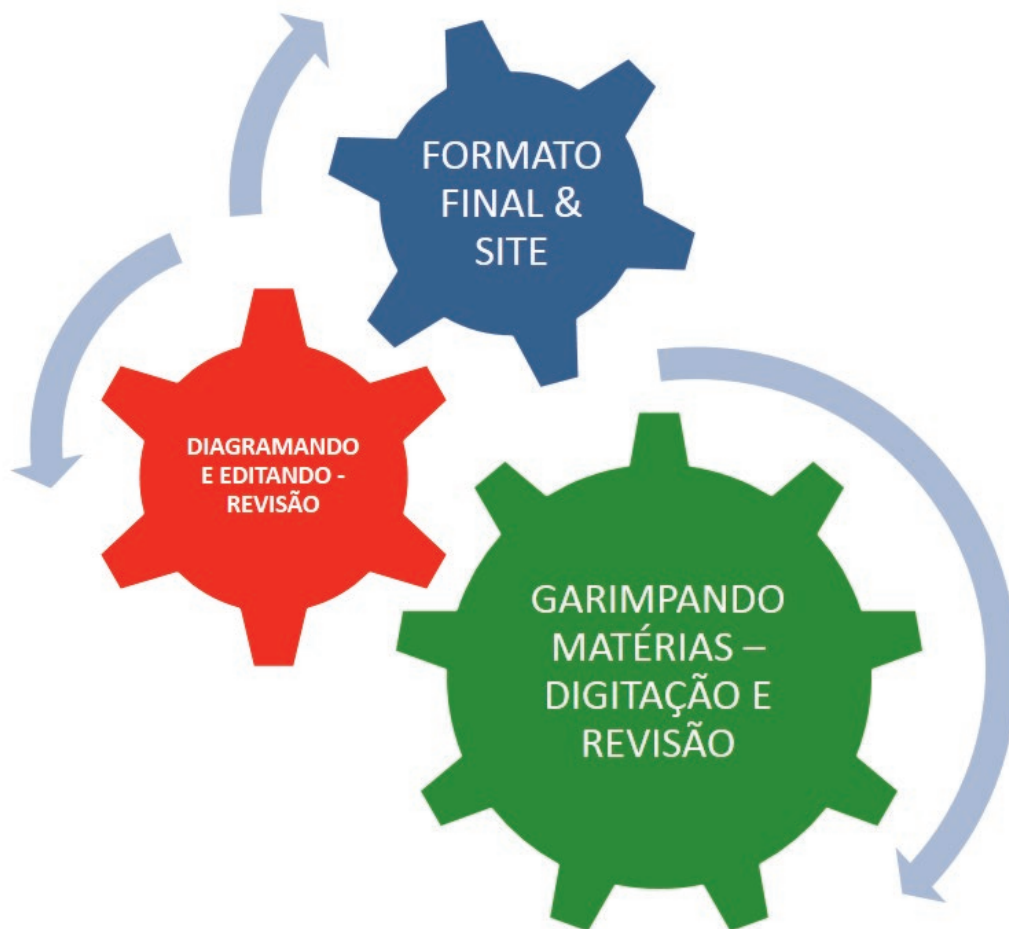 FORMATO
FINAL &
SITE
DIAGRAMANDO
E EDITANDO -
REVISÃO
GARIMPANDO
MATÉRIAS –
DIGITAÇÃO E
REVISÃO